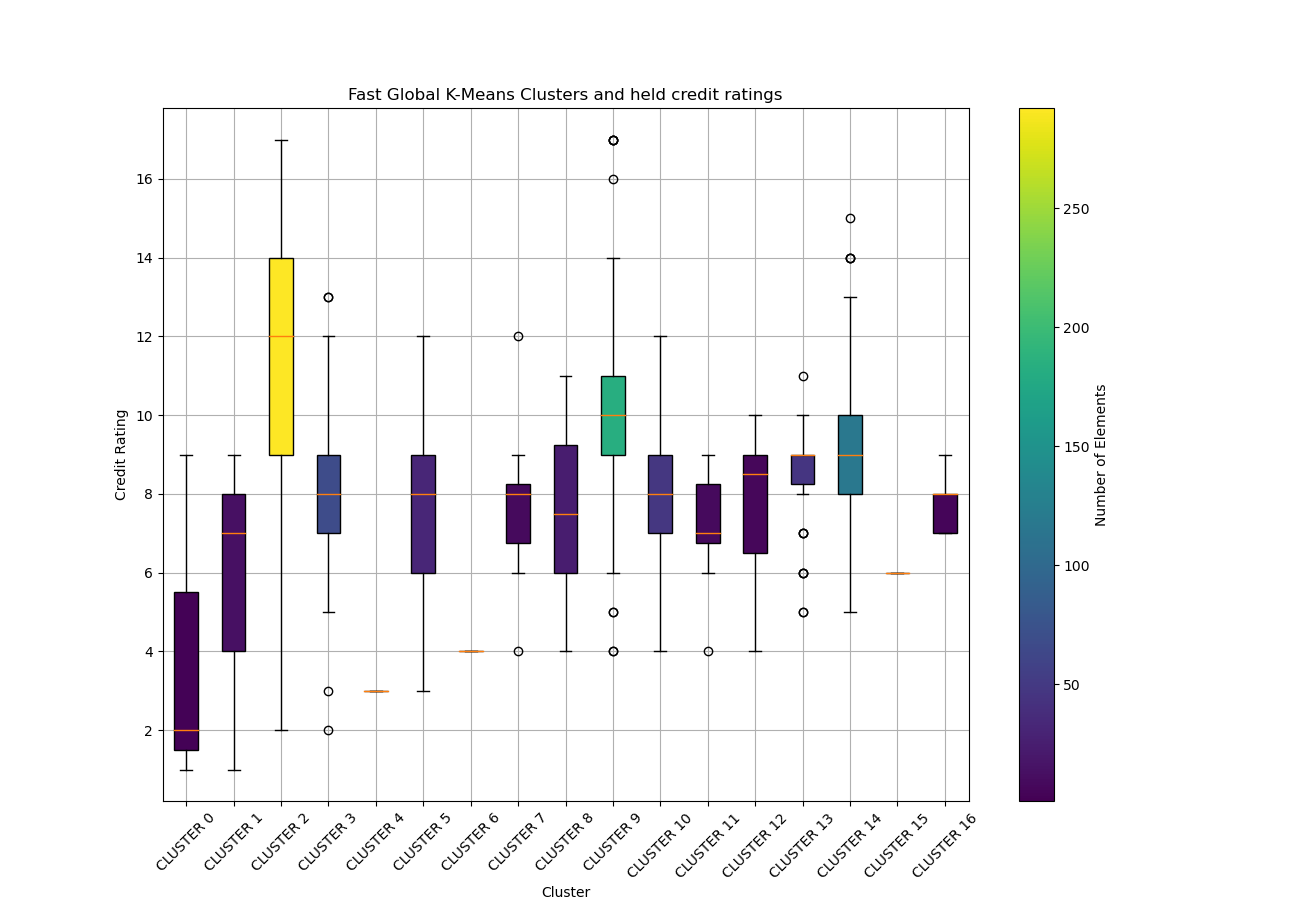 Fast Global K-Means Clusters and held credit ratings
16
14
12
10
8
6
4
2
Credit Rating
CLUSTER 0
CLUSTER 1
CLUSTER 2
CLUSTER 3
CLUSTER 4
CLUSTER 5
CLUSTER 6
CLUSTER 7
CLUSTER 8
CLUSTER 9
CLUSTER 10
CLUSTER 11
CLUSTER 12
CLUSTER 13
CLUSTER 14
CLUSTER 15
CLUSTER 16
Cluster
250
200
150
100
50
Number of Elements